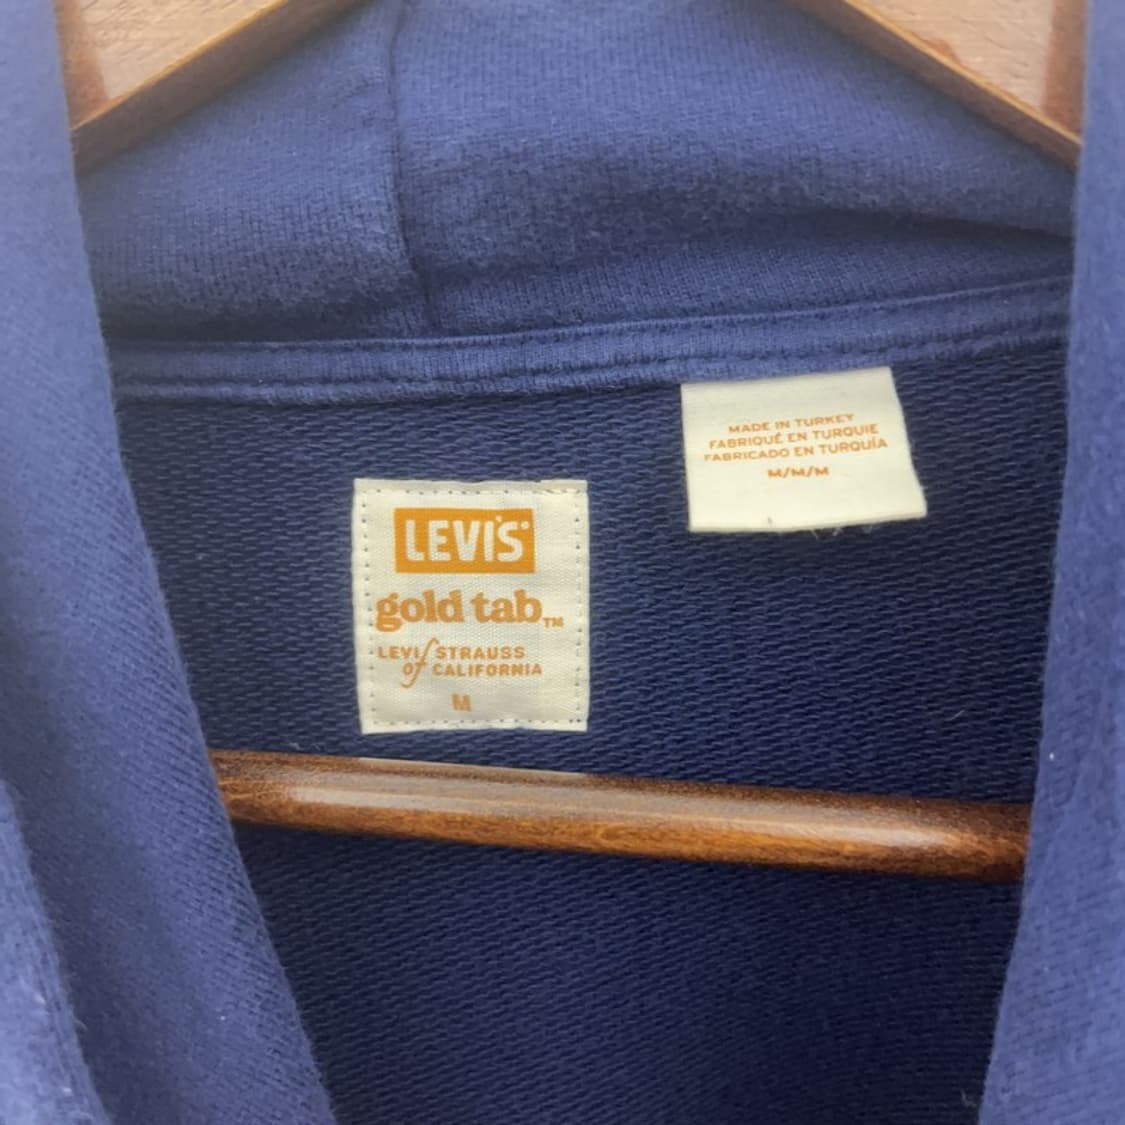 LEVI'S
gold tab™
LEVI STRAUSS
of CALIFORNIA
M
MADE IN TURKEY
FABRIQUÉ EN TURQUIE
FABRICADO EN TURQUÍA
M/M/M